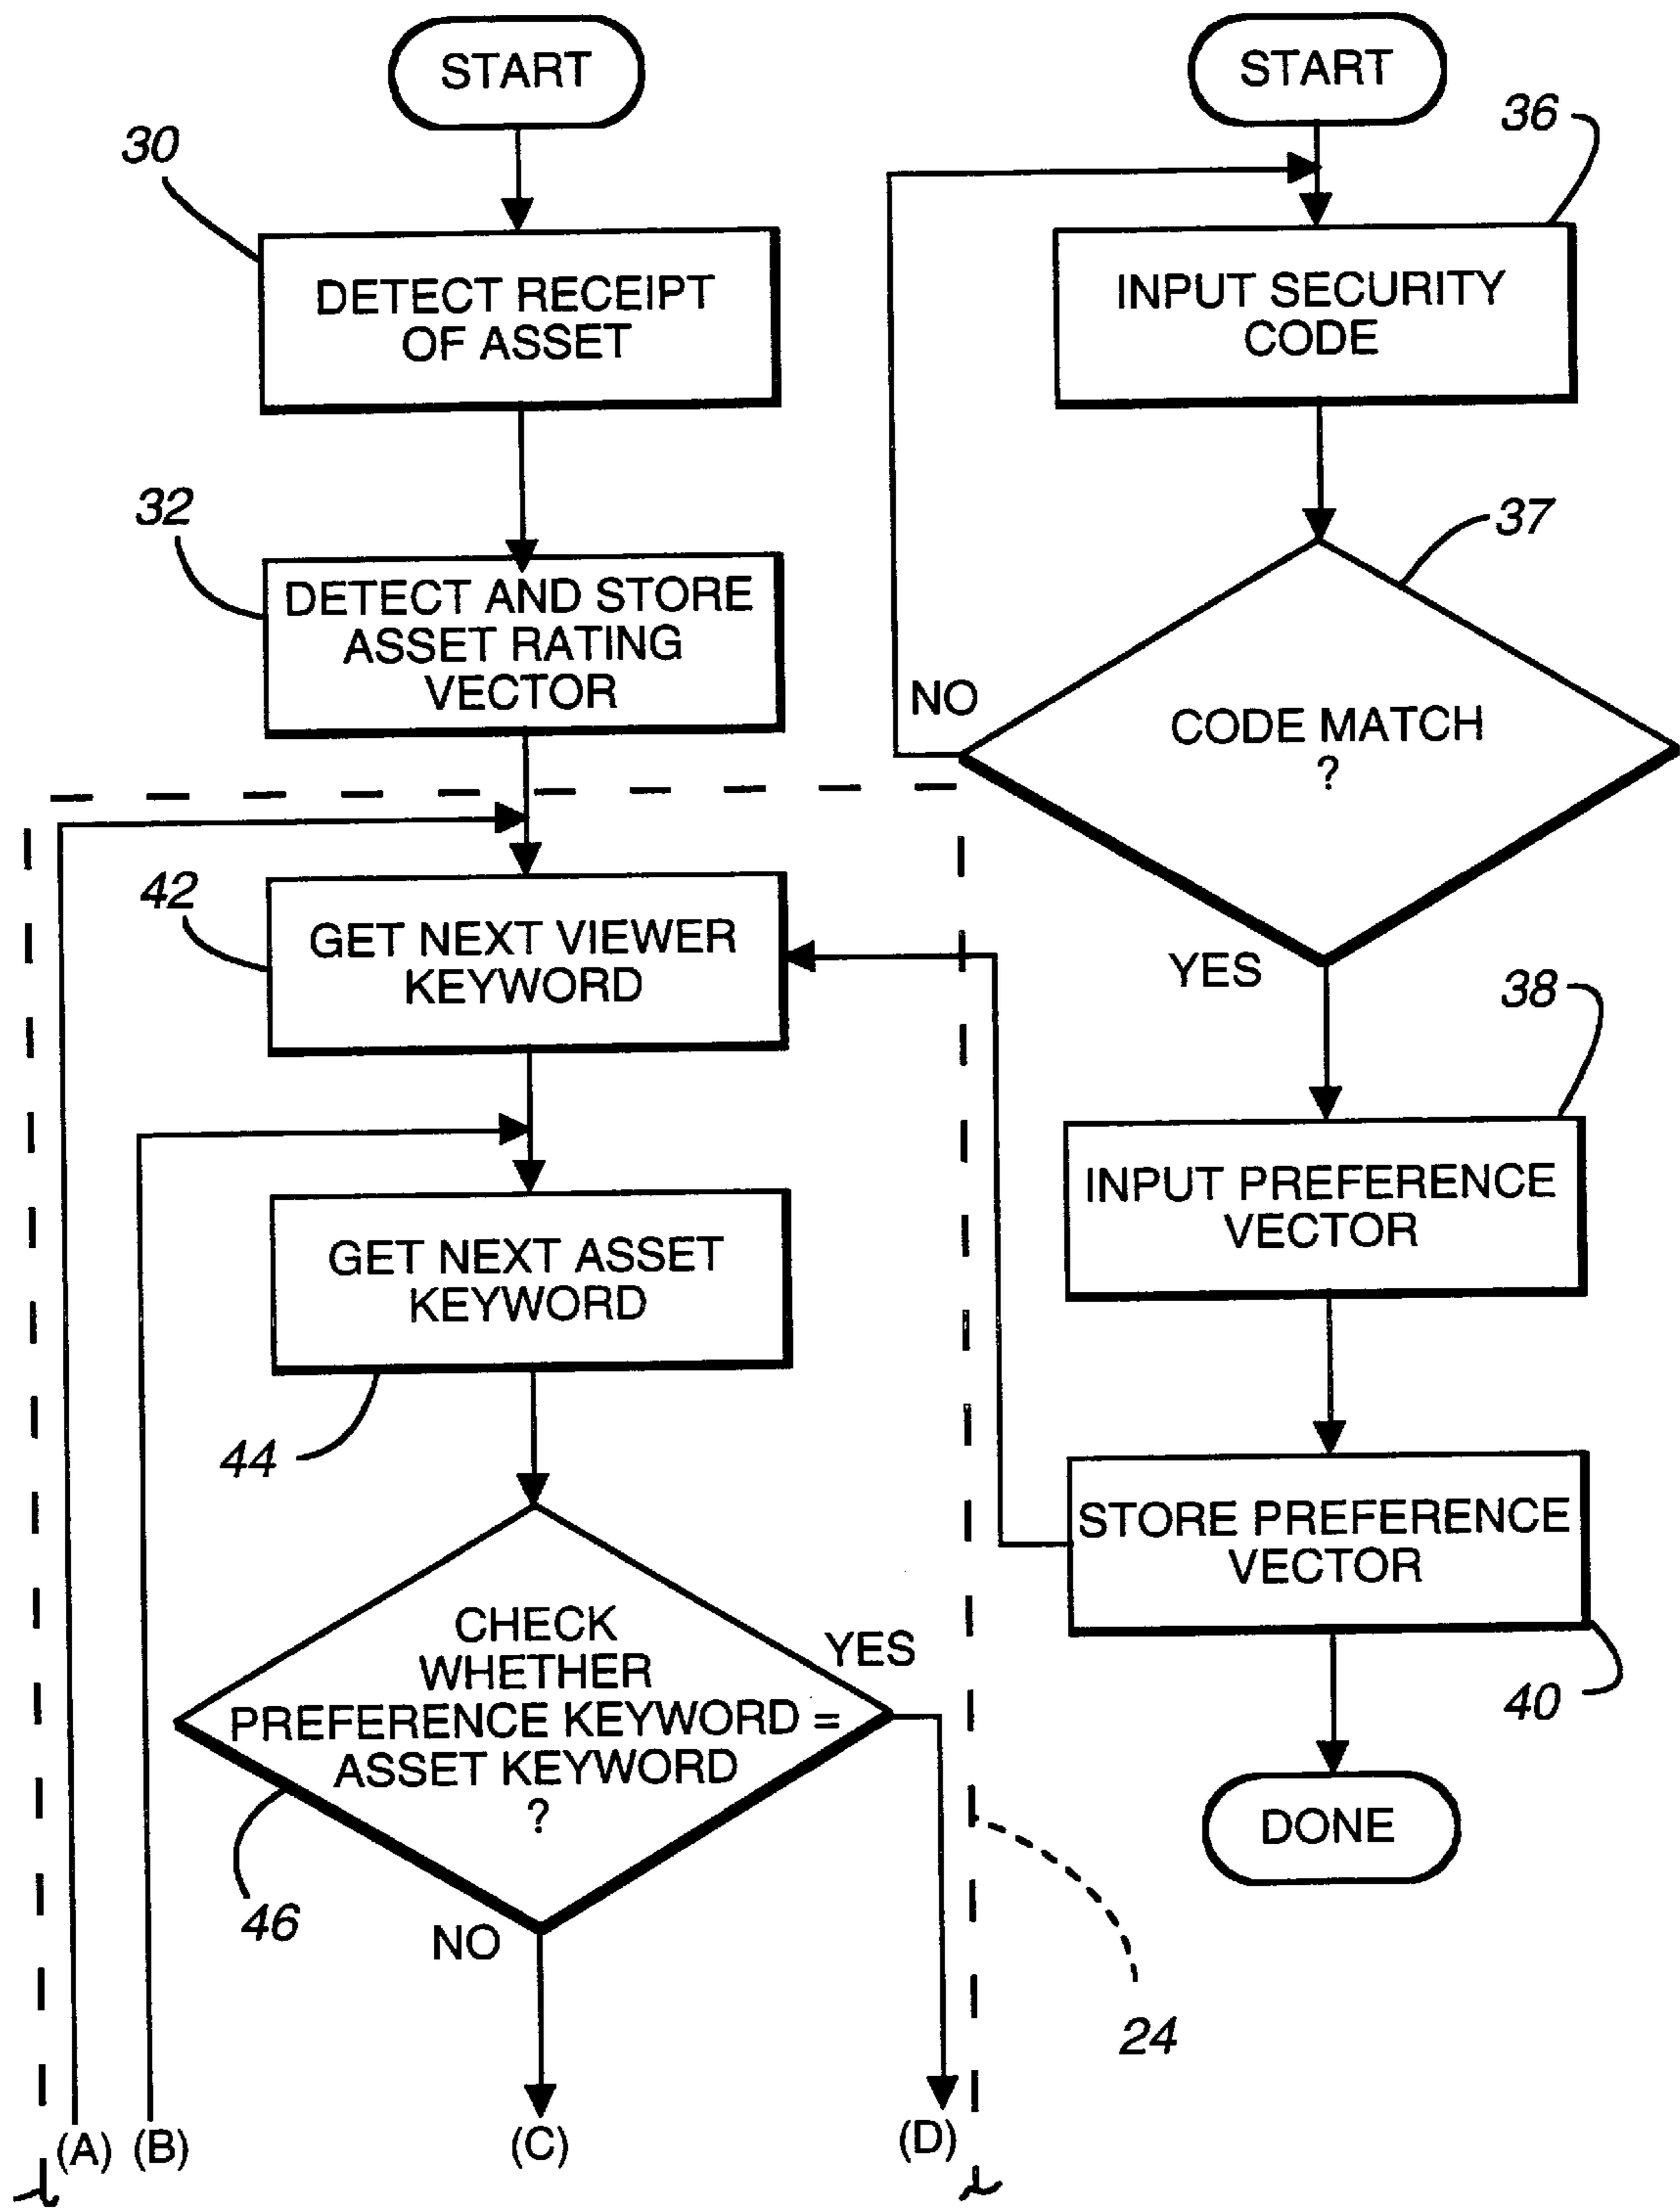 START
30
DETECT RECEIPT
OF ASSET
32
DETECT AND STORE
ASSET RATING
VECTOR
42
GET NEXT VIEWER
KEYWORD
GET NEXT ASSET
KEYWORD
44
CHECK
WHETHER
PREFERENCE KEYWORD =
ASSET KEYWORD
?
YES
46
NO
(A)
(B)
(C)
(D)
START
36
INPUT SECURITY
CODE
37
NO
CODE MATCH
?
YES
38
INPUT PREFERENCE
VECTOR
STORE PREFERENCE
VECTOR
40
DONE
24